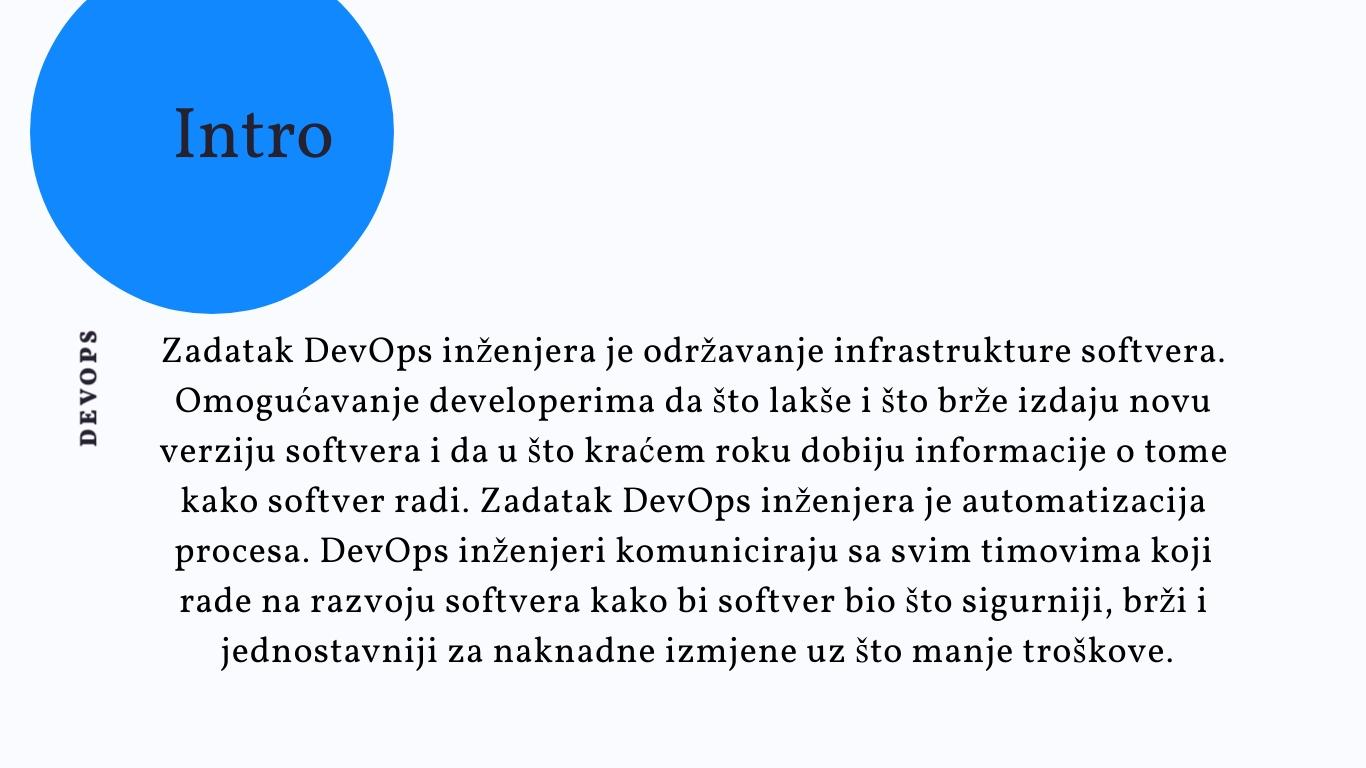 Intro
DEVOPS
Zadatak DevOps inženjera je održavanje infrastrukture softvera.
Omogućavanje developerima da što lakše i što brže izdaju novu
verziju softvera i da u što kraćem roku dobiju informacije o tome
kako softver radi. Zadatak DevOps inženjera je automatizacija
procesa. DevOps inženjeri komuniciraju sa svim timovima koji
rade na razvoju softvera kako bi softver bio što sigurniji, brži i
jednostavniji za naknadne izmjene uz što manje troškove.